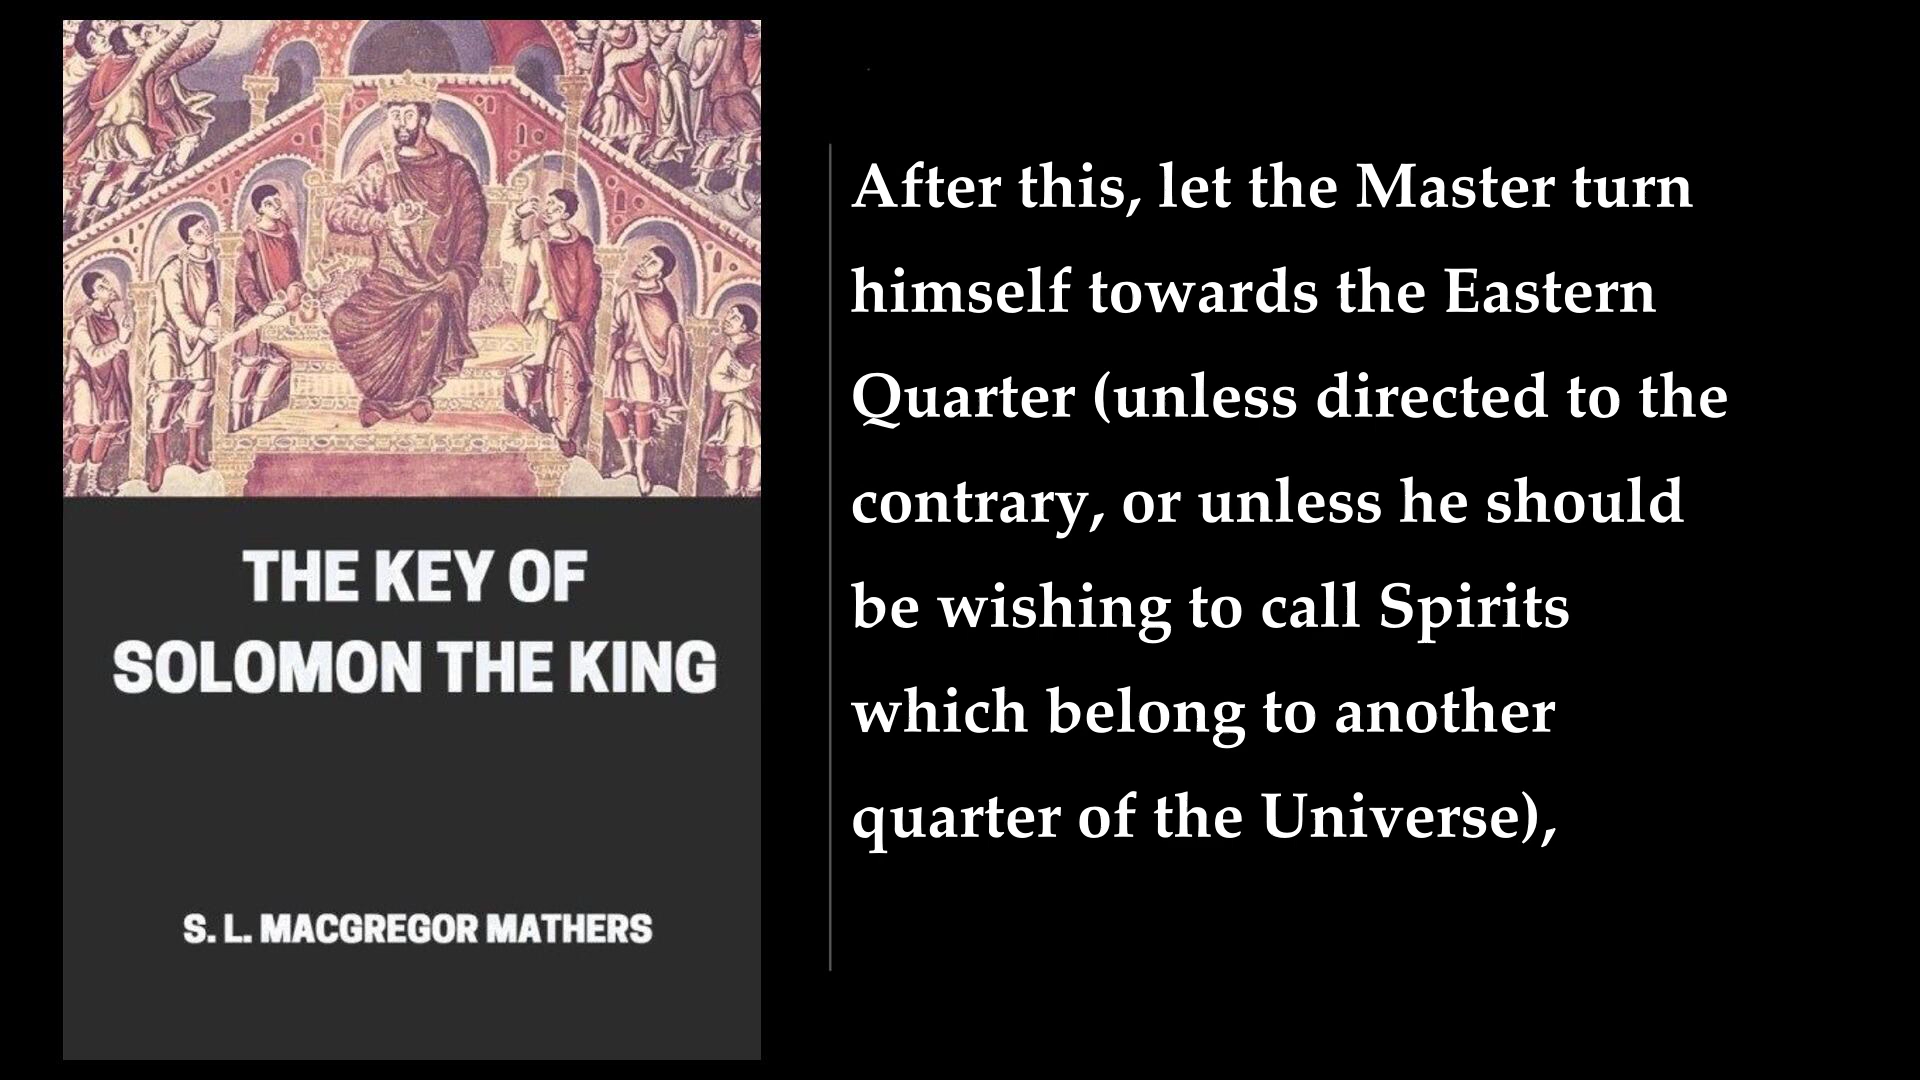 THE KEY OF
SOLOMON THE KING
S. L. MACGREGOR MATHERS
After this, let the Master turn
himself towards the Eastern
Quarter (unless directed to the
contrary, or unless he should
be wishing to call Spirits
which belong to another
quarter of the Universe),